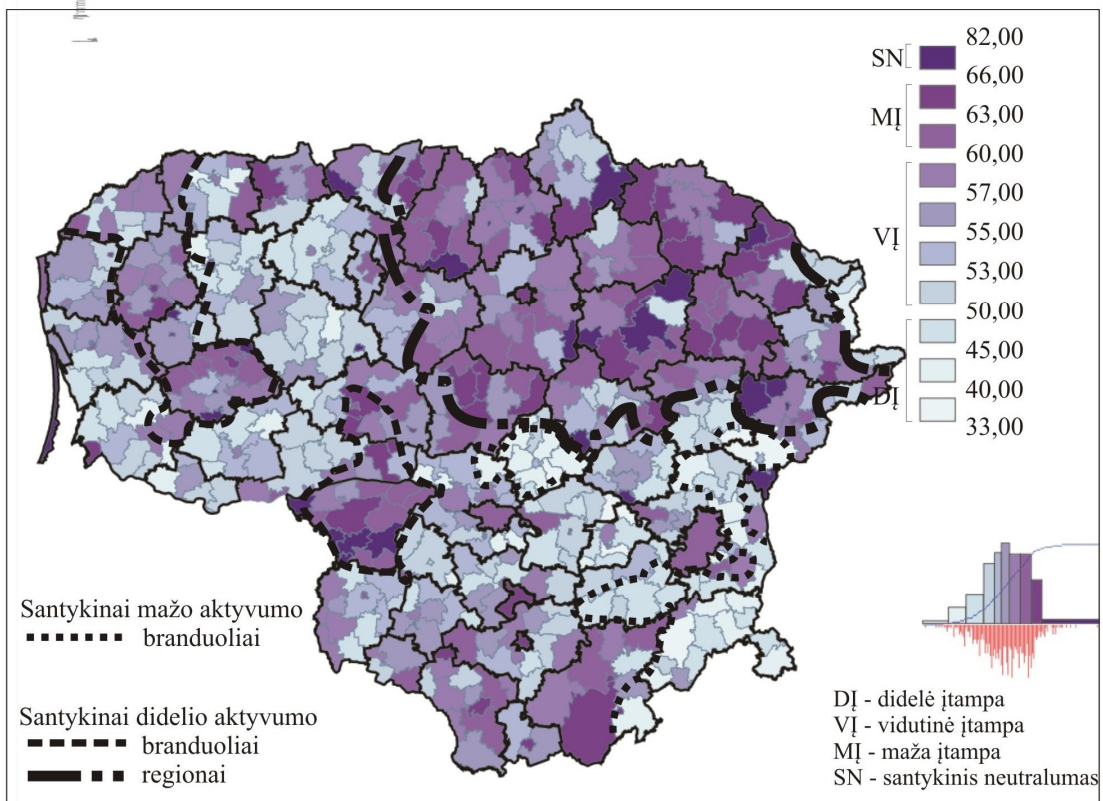 82,00
SN
66,00
MĮ
63,00
60,00
57,00
VĮ
55,00
53,00
50,00
45,00
40,00
DĮ
33,00
Santykinai mažo aktyvumo
branduoliai
Santykinai didelio aktyvumo
branduoliai
regionai
DĮ - didelė įtampa
VĮ - vidutinė įtampa
MĮ - maža įtampa
SN - santykinis neutralumas